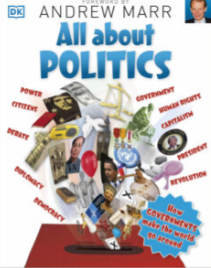 FOREWORD BY
DK
ANDREW MARR
All about
POLITICS
POWER
CITIZENS
DEBATE
DIPLOMACY
DEMOCRACY
GOVERNMENT
HUMAN RIGHTS
CAPITALISM
PRESIDENT
REVOLUTION
How
GOVERNMENTS
make the world
go around